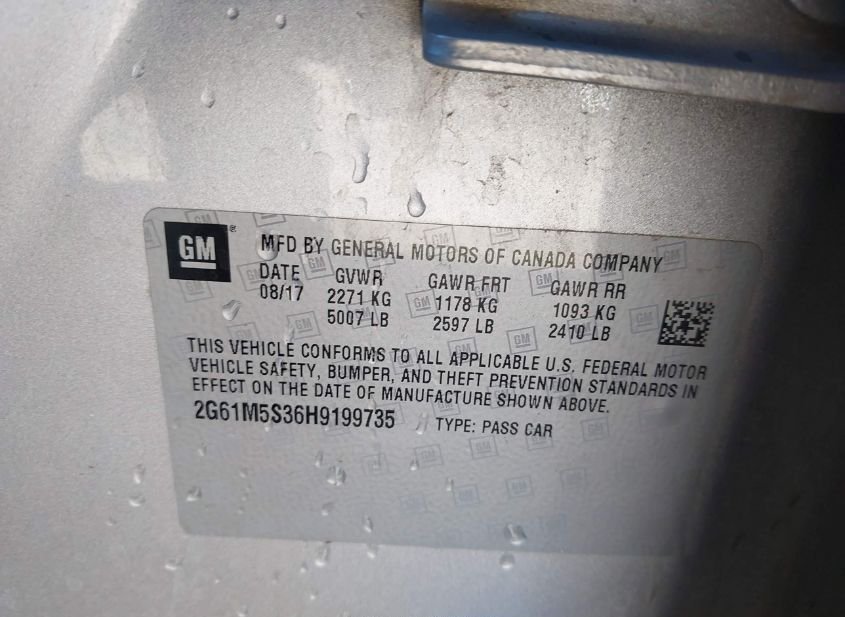 GM ® MFD BY GENERAL MOTORS OF CANADA COMPANY
DATE GVWR GAWR FRT GAWR RR
08/17 2271 KG 1178 KG 1093 KG
5007 LB 2597 LB 2410 LB
THIS VEHICLE CONFORMS TO ALL APPLICABLE U.S. FEDERAL MOTOR
VEHICLE SAFETY, BUMPER, AND THEFT PREVENTION STANDARDS IN
EFFECT ON THE DATE OF MANUFACTURE SHOWN ABOVE.
2G61M5S36H9199735 TYPE: PASS CAR